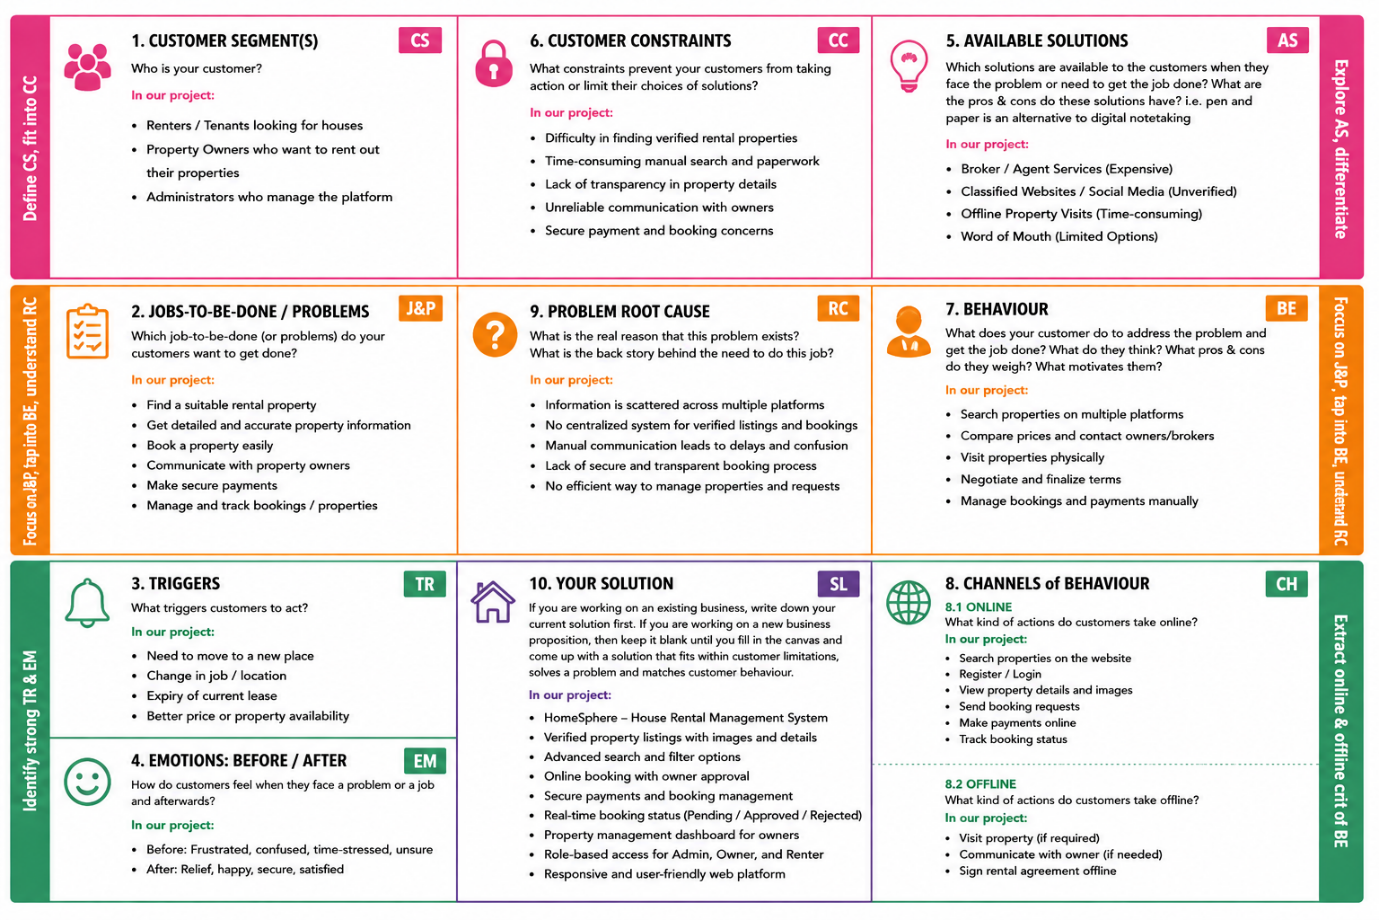 Define CS, fit into CC
1. CUSTOMER SEGMENT(S)
CS
Who is your customer?
In our project:
• Renters / Tenants looking for houses
• Property Owners who want to rent out
their properties
• Administrators who manage the platform
6. CUSTOMER CONSTRAINTS
CC
What constraints prevent your customers from taking
action or limit their choices of solutions?
In our project:
• Difficulty in finding verified rental properties
• Time-consuming manual search and paperwork
• Lack of transparency in property details
• Unreliable communication with owners
• Secure payment and booking concerns
5. AVAILABLE SOLUTIONS
AS
Which solutions are available to the customers when they
face the problem or need to get the job done? What are
the pros & cons do these solutions have? i.e. pen and
paper is an alternative to digital notetaking
In our project:
• Broker / Agent Services (Expensive)
• Classified Websites / Social Media (Unverified)
• Offline Property Visits (Time-consuming)
• Word of Mouth (Limited Options)
Explore AS, differentiate
Focus on J&P, tap into BE, understand RC
2. JOBS-TO-BE-DONE / PROBLEMS
J&P
Which job-to-be-done (or problems) do your
customers want to get done?
In our project:
• Find a suitable rental property
• Get detailed and accurate property information
• Book a property easily
• Communicate with property owners
• Make secure payments
• Manage and track bookings / properties
9. PROBLEM ROOT CAUSE
RC
What is the real reason that this problem exists?
What is the back story behind the need to do this job?
In our project:
• Information is scattered across multiple platforms
• No centralized system for verified listings and bookings
• Manual communication leads to delays and confusion
• Lack of secure and transparent booking process
• No efficient way to manage properties and requests
7. BEHAVIOUR
BE
What does your customer do to address the problem and
get the job done? What do they think? What pros & cons
do they weigh? What motivates them?
In our project:
• Search properties on multiple platforms
• Compare prices and contact owners/brokers
• Visit properties physically
• Negotiate and finalize terms
• Manage bookings and payments manually
Focus on J&P, tap into BE, RC
Identify strong TR & EM
3. TRIGGERS
TR
What triggers customers to act?
In our project:
• Need to move to a new place
• Change in job / location
• Expiry of current lease
• Better price or property availability
4. EMOTIONS: BEFORE / AFTER
EM
How do customers feel when they face a problem or a job
and afterwards?
In our project:
• Before: Frustrated, confused, time-stressed, unsure
• After: Relief, happy, secure, satisfied
10. YOUR SOLUTION
SL
If you are working on an existing business, write down your
current solution first. If you are working on a new business
proposition, then keep it blank until you fill in the canvas and
come up with a solution that fits within customer limitations,
solves a problem and matches customer behaviour.
In our project:
• HomeSphere – House Rental Management System
• Verified property listings with images and details
• Advanced search and filter options
• Online booking with owner approval
• Secure payments and booking management
• Real-time booking status (Pending / Approved / Rejected)
• Property management dashboard for owners
• Role-based access for Admin, Owner, and Renter
• Responsive and user-friendly web platform
8. CHANNELS of BEHAVIOUR
CH
8.1 ONLINE
What kind of actions do customers take online?
In our project:
• Search properties on the website
• Register / Login
• View property details and images
• Send booking requests
• Make payments online
• Track booking status
8.2 OFFLINE
What kind of actions do customers take offline?
In our project:
• Visit property (if required)
• Communicate with owner (if needed)
• Sign rental agreement offline
Extract online & offline crit of BE